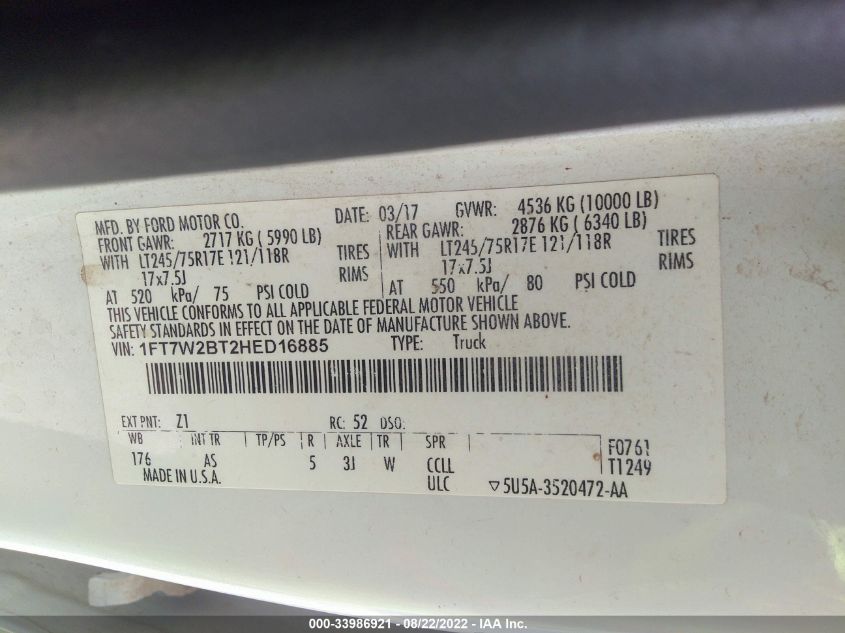 MFD. BY FORD MOTOR CO. DATE: 03/17 GVWR: 4536 KG (10000 LB)
FRONT GAWR: 2717 KG ( 5990 LB) REAR GAWR: 2876 KG ( 6340 LB)
WITH LT245/75R17E 121/118R TIRES WITH LT245/75R17E 121/118R TIRES
17x7.5J RIMS 17x7.5J RIMS
AT 520 kPa/ 75 PSI COLD AT 550 kPa/ 80 PSI COLD
THIS VEHICLE CONFORMS TO ALL APPLICABLE FEDERAL MOTOR VEHICLE
SAFETY STANDARDS IN EFFECT ON THE DATE OF MANUFACTURE SHOWN ABOVE.
VIN: 1FT7W2BT2HED16885 TYPE: Truck
EXT PNT: Z1 RC: 52 DSO:
WB INT TR TP/PS R AXLE TR SPR F0761
176 AS 5 3J W CCLL T1249
MADE IN U.S.A. ULC ▽5U5A-3520472-AA
000-33986921 - 08/22/2022 - IAA Inc.